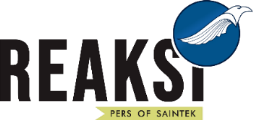 REAKSI
PERS OF SAINTEK